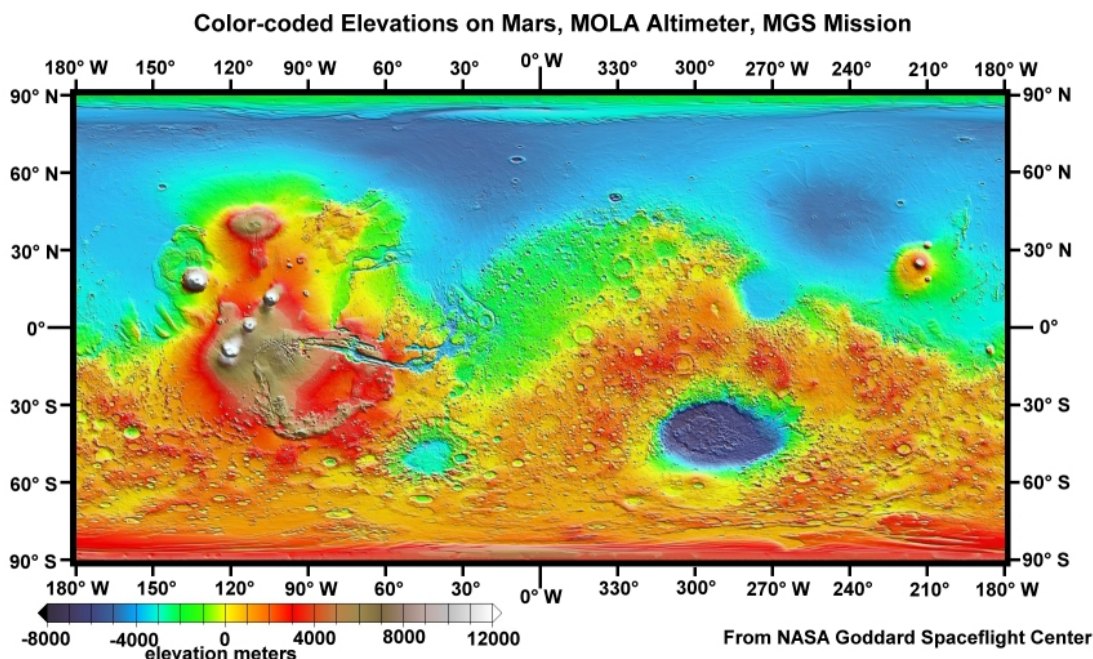 Color-coded Elevations on Mars, MOLA Altimeter, MGS Mission
180° W 150° 120° 90° W 60° 30° 0° W 330° 300° 270° W 240° 210° 180° W
90° N 90° N
60° N 60° N
30° N 30° N
0° 0°
30° S 30° S
60° S 60° S
90° S 90° S
180° W 150° 120° 90° W 60° 30° 0° W 330° 300° 270° W 240° 210° 180° W
-8000 -4000 0 4000 8000 12000
elevation meters
From NASA Goddard Spaceflight Center